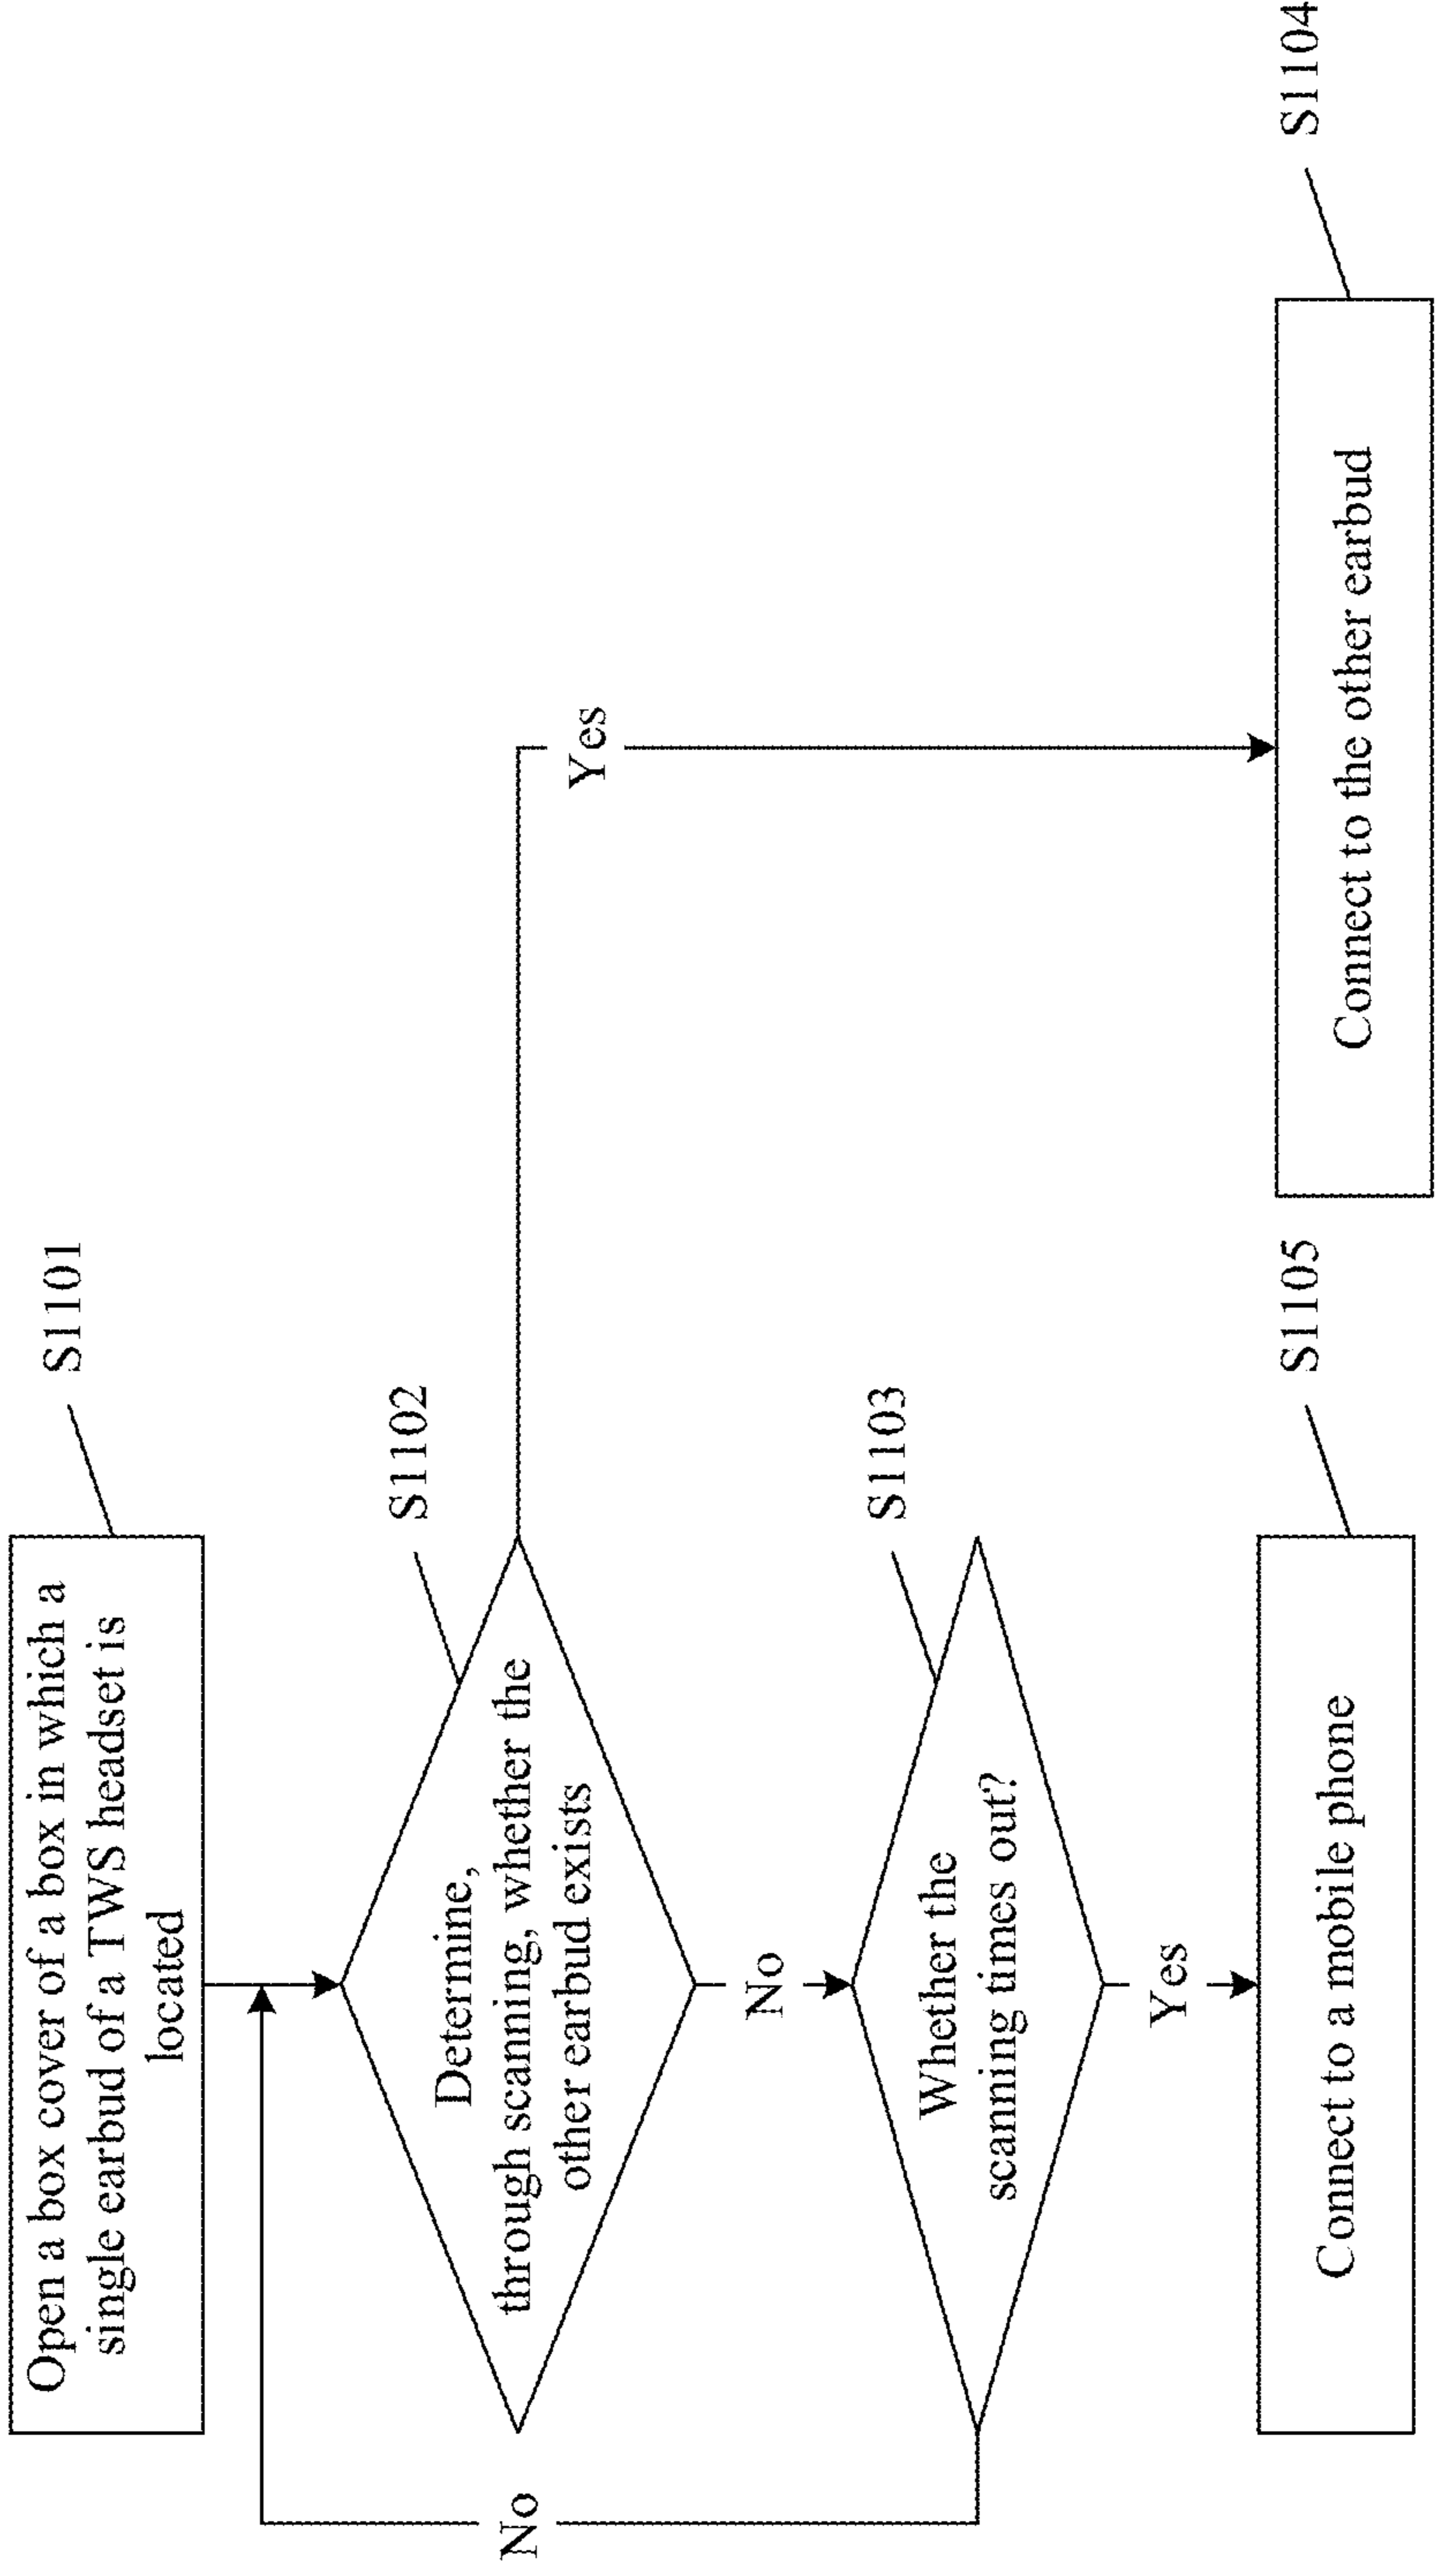 Open a box cover of a box in which a
single earbud of a TWS headset is
located
S1101
Determine,
through scanning, whether the
other earbud exists
S1102
Yes
No
No
Whether the
scanning times out?
S1103
Yes
Connect to a mobile phone
S1105
Connect to the other earbud
S1104